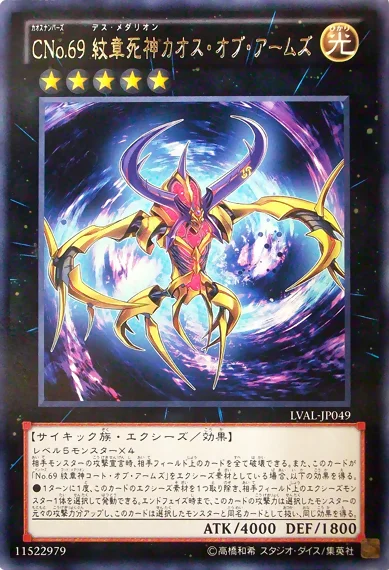 カオスナンバーズ デス・メダリオン
CNo.69 紋章死神カオス・オブ・アームズ
ひかり
光
LVAL-JP049
【サイキック族・エクシーズ/効果】
レベル5モンスター×4
相手モンスターの攻撃宣言時、相手フィールド上のカードを全て破壊できる。また、このカードが
「No.69 紋章神コート・オブ・アームズ」をエクシーズ素材としている場合、以下の効果を得る。
●1ターンに1度、このカードのエクシーズ素材を1つ取り除き、相手フィールド上のエクシーズモン
スター1体を選択して発動できる。エンドフェイズ時まで、このカードの攻撃力は選択したモンスターの
元々の攻撃力分アップし、このカードは選択したモンスターと同名カードとして扱い、同じ効果を得る。
ATK/4000 DEF/1800
11522979
©高橋和希 スタジオ・ダイス/集英社